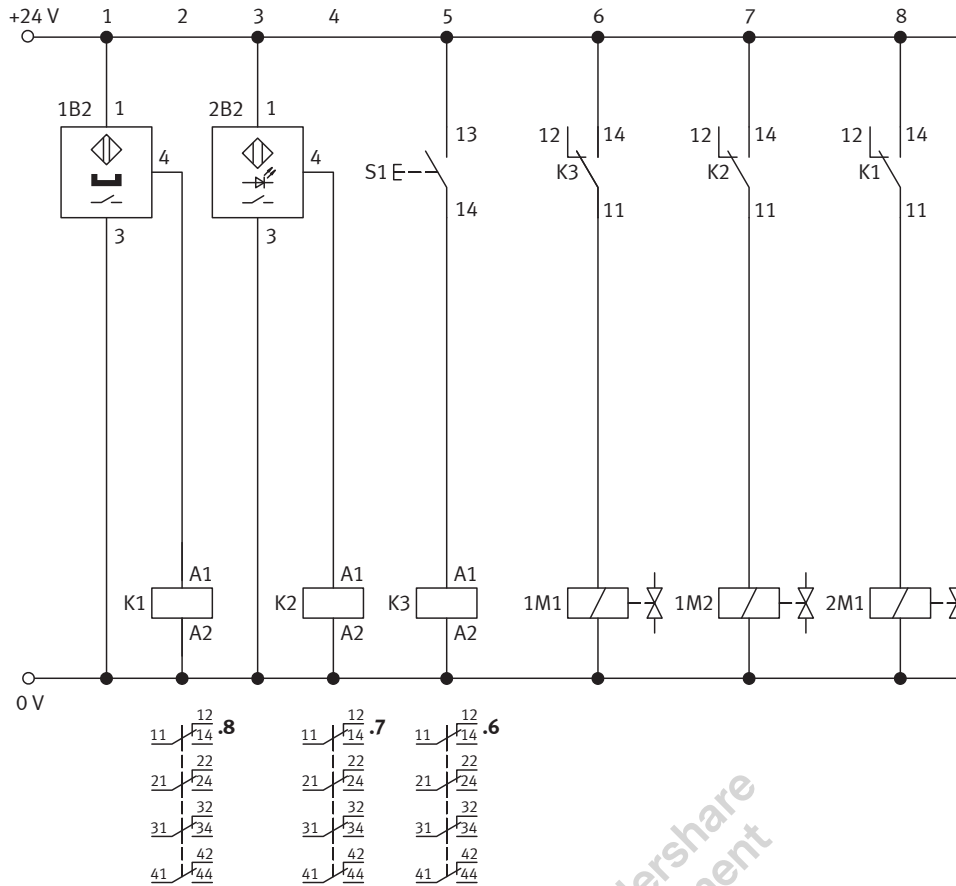 +24 V 1 2 3 4 5 6 7 8
1B2 1 2B2 1
13 12 14 12 14 12 14
4 4 S1 K3 K2 K1
3 3 14 11 11 11
A1 A1 A1
K1 K2 K3 1M1 1M2 2M1
A2 A2 A2
0 V
12 .8 12 .7 12 .6
11 14 11 14 11 14
22 22 22
21 24 21 24 21 24
32 32 32
31 34 31 34 31 34
42 42 42
41 44 41 44 41 44